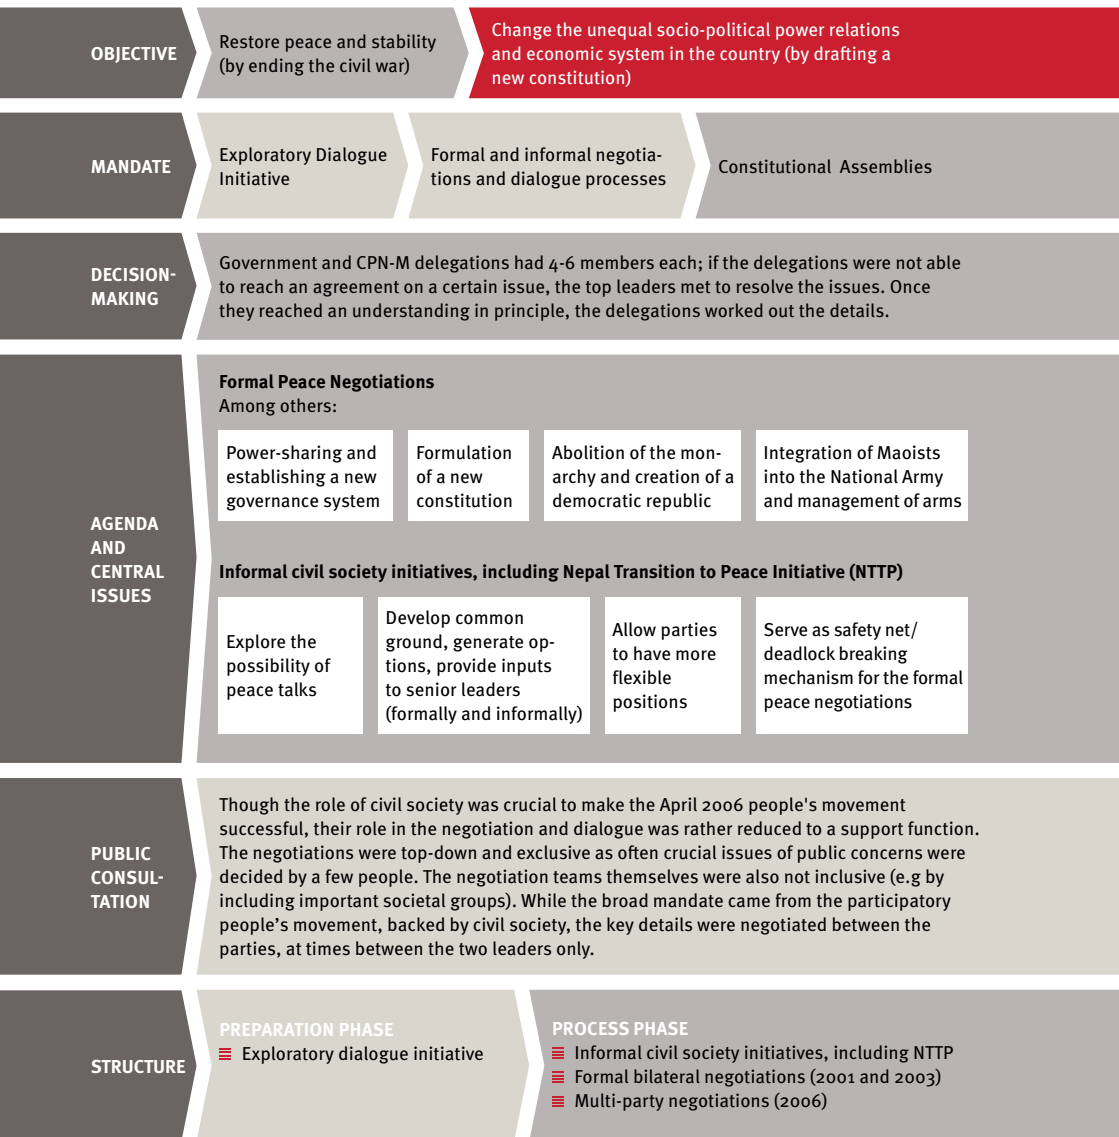 OBJECTIVE
Restore peace and stability
(by ending the civil war)
Change the unequal socio-political power relations
and economic system in the country (by drafting a
new constitution)
MANDATE
Exploratory Dialogue
Initiative
Formal and informal negotia-
tions and dialogue processes
Constitutional Assemblies
DECISION-
MAKING
Government and CPN-M delegations had 4-6 members each; if the delegations were not able
to reach an agreement on a certain issue, the top leaders met to resolve the issues. Once
they reached an understanding in principle, the delegations worked out the details.
AGENDA
AND
CENTRAL
ISSUES
Formal Peace Negotiations
Among others:
Power-sharing and
establishing a new
governance system
Formulation
of a new
constitution
Abolition of the mon-
archy and creation of a
democratic republic
Integration of Maoists
into the National Army
and management of arms
Informal civil society initiatives, including Nepal Transition to Peace Initiative (NTTP)
Explore the
possibility of
peace talks
Develop common
ground, generate op-
tions, provide inputs
to senior leaders
(formally and informally)
Allow parties
to have more
flexible
positions
Serve as safety net/
deadlock breaking
mechanism for the formal
peace negotiations
PUBLIC
CONSUL-
TATION
Though the role of civil society was crucial to make the April 2006 people's movement
successful, their role in the negotiation and dialogue was rather reduced to a support function.
The negotiations were top-down and exclusive as often crucial issues of public concerns were
decided by a few people. The negotiation teams themselves were also not inclusive (e.g by
including important societal groups). While the broad mandate came from the participatory
people’s movement, backed by civil society, the key details were negotiated between the
parties, at times between the two leaders only.
STRUCTURE
PREPARATION PHASE
Exploratory dialogue initiative
PROCESS PHASE
Informal civil society initiatives, including NTTP
Formal bilateral negotiations (2001 and 2003)
Multi-party negotiations (2006)